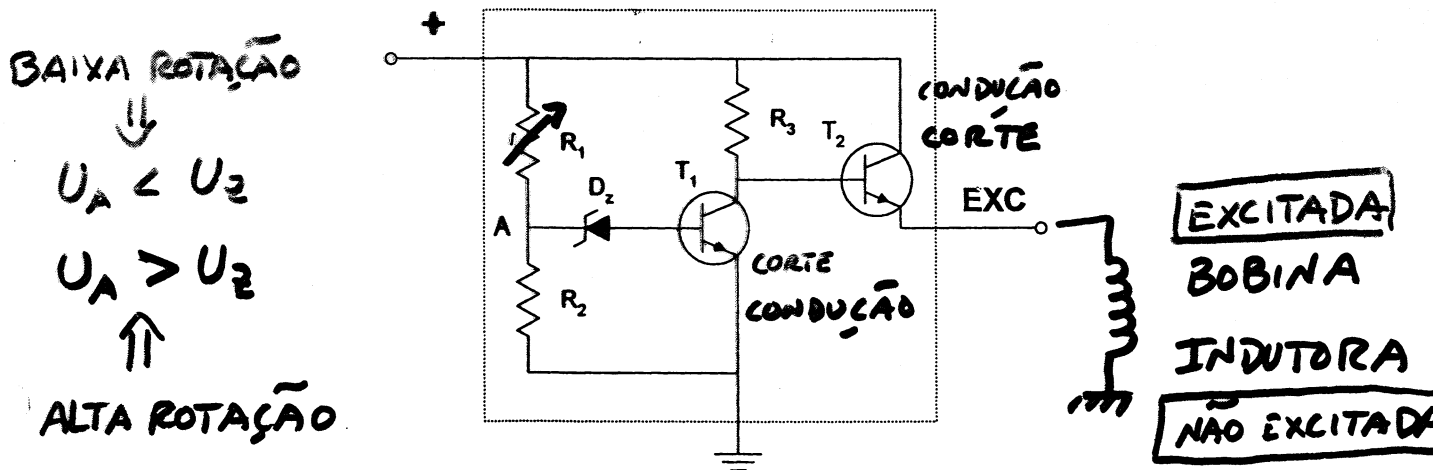 BAIXA ROTAÇÃO
U_A < U_Z
U_A > U_Z
ALTA ROTAÇÃO
+
R₁
A
D_z
R₂
R₃
T₁
CORTE
CONDUÇÃO
T₂
CONDUÇÃO
CORTE
EXC
EXCITADA
BOBINA
INDUTORA
NÃO EXCITADA